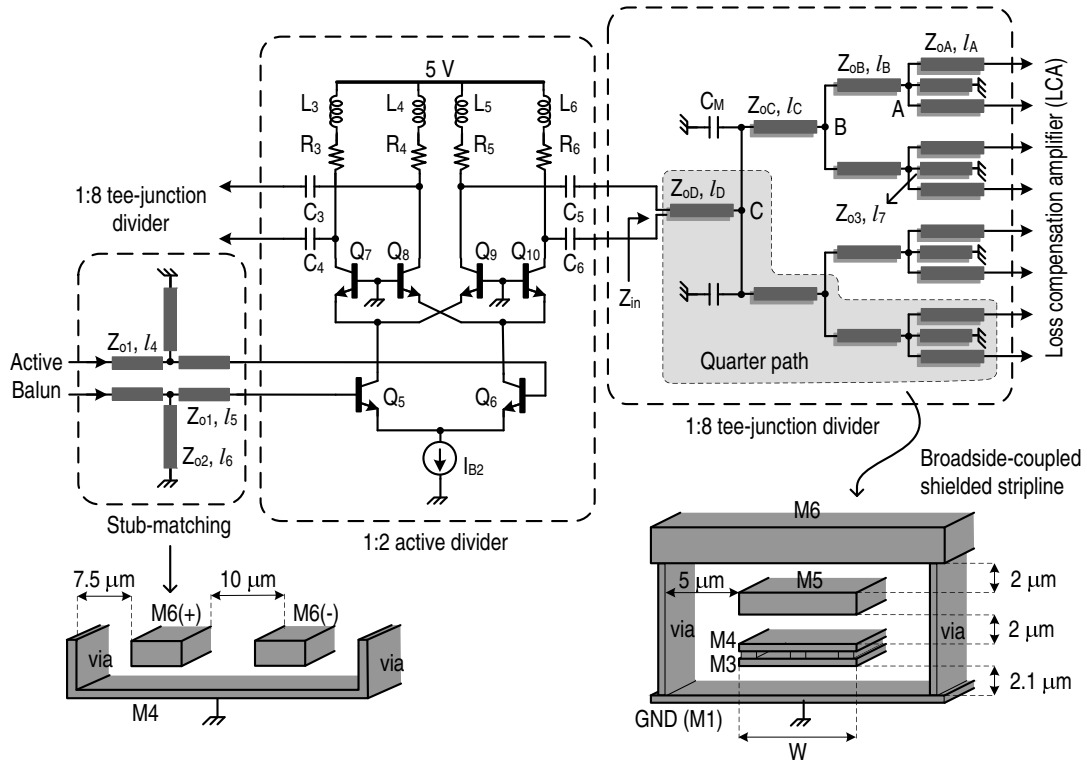 5 V
L3
L4
L5
L6
R3
R4
R5
R6
1:8 tee-junction
divider
C3
C4
C5
C6
Q7
Q8
Q9
Q10
Q5
Q6
IB2
1:2 active divider
Active
Balun
Zo1, l4
Zo1, l5
Zo2, l6
Stub-matching
7.5 μm
10 μm
M6(+)
M6(-)
via
via
M4
Zin
CM
ZoD, lD
C
ZoC, lC
B
ZoB, lB
A
ZoA, lA
Zo3, l7
Quarter path
Loss compensation amplifier (LCA)
1:8 tee-junction divider
Broadside-coupled
shielded stripline
M6
5 μm
M5
2 μm
via
via
2 μm
M4
M3
2.1 μm
GND (M1)
W